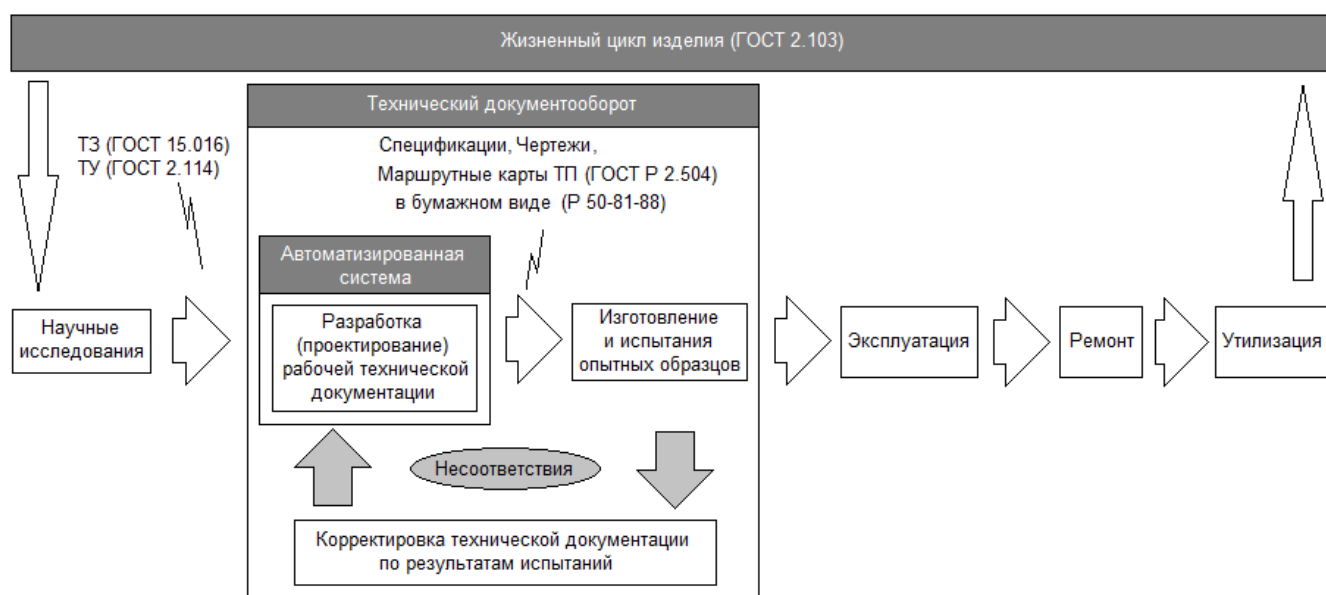 Жизненный цикл изделия (ГОСТ 2.103)
Технический документооборот
ТЗ (ГОСТ 15.016)
ТУ (ГОСТ 2.114)
Спецификации, Чертежи,
Маршрутные карты ТП (ГОСТ Р 2.504)
в бумажном виде (Р 50-81-88)
Автоматизированная
система
Научные
исследования
Разработка
(проектирование)
рабочей технической
документации
Изготовление
и испытания
опытных образцов
Эксплуатация
Ремонт
Утилизация
Несоответствия
Корректировка технической документации
по результатам испытаний